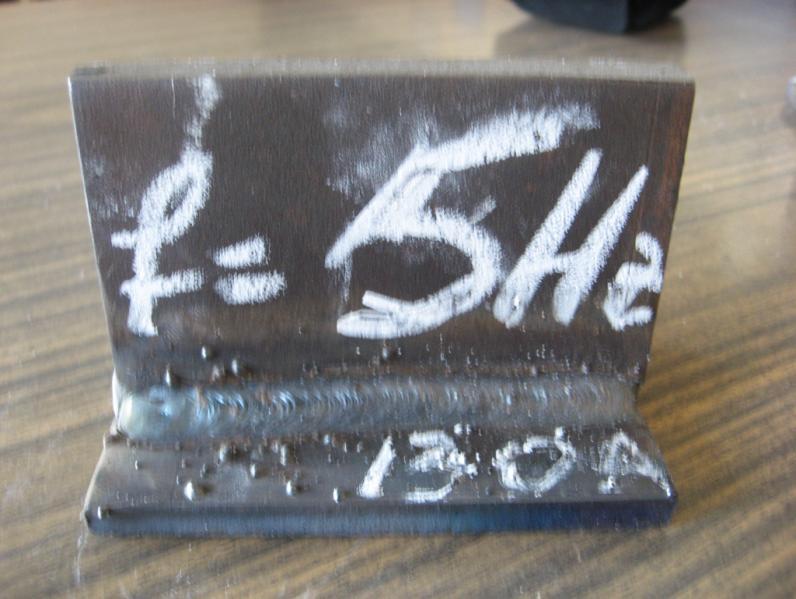 f = 5Hz
130A